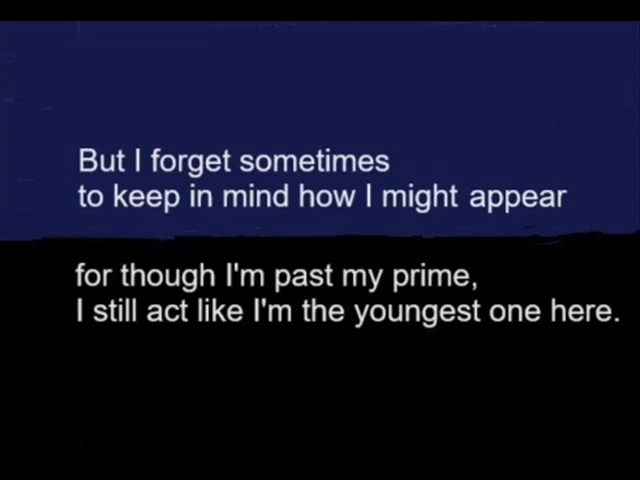 But I forget sometimes
to keep in mind how I might appear
for though I'm past my prime,
I still act like I'm the youngest one here.